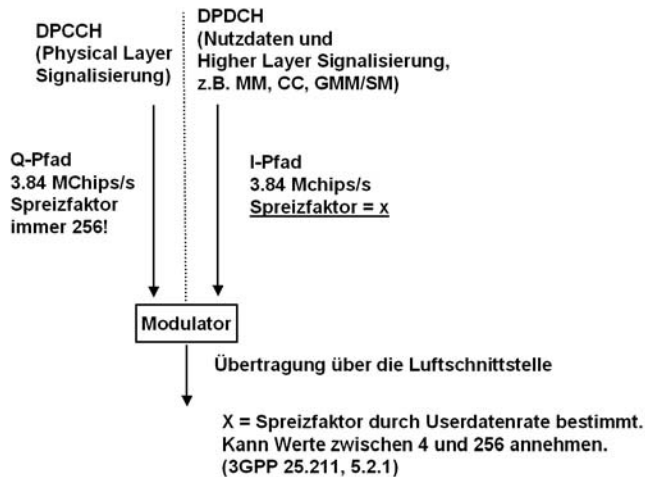 DPCCH
(Physical Layer
Signalisierung)
DPDCH
(Nutzdaten und
Higher Layer Signalisierung,
z.B. MM, CC, GMM/SM)
Q-Pfad
3.84 MChips/s
Spreizfaktor
immer 256!
I-Pfad
3.84 Mchips/s
Spreizfaktor = x
Modulator
Übertragung über die Luftschnittstelle
X = Spreizfaktor durch Userdatenrate bestimmt.
Kann Werte zwischen 4 und 256 annehmen.
(3GPP 25.211, 5.2.1)